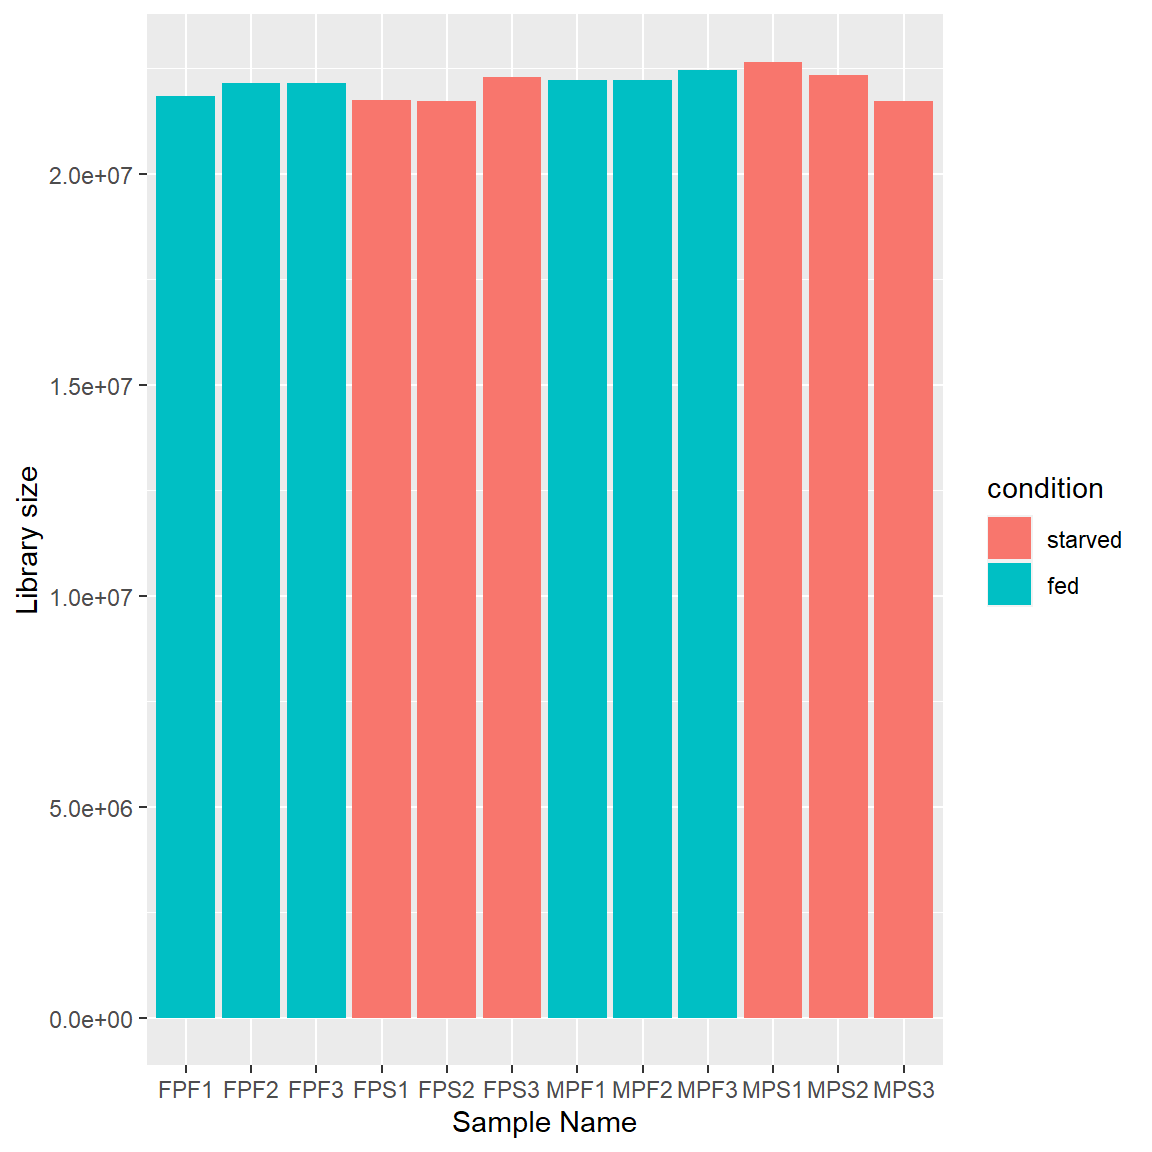 2.0e+07
1.5e+07
1.0e+07
5.0e+06
0.0e+00
Library size
FPF1 FPF2 FPF3 FPS1 FPS2 FPS3 MPF1 MPF2 MPF3 MPS1 MPS2 MPS3
Sample Name
condition
starved
fed